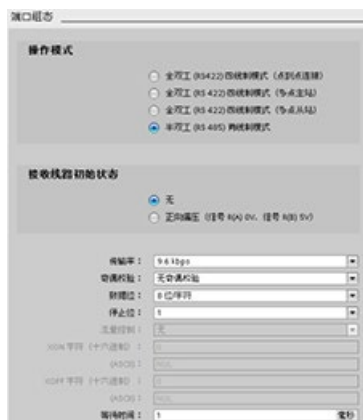 端口组态
操作模式
全双工 (RS422) 四线制模式 (点到点连接)
全双工 (RS 422) 四线制模式 (多点主站)
全双工 (RS 422) 四线制模式 (多点从站)
半双工 (RS 485) 两线制模式
接收线路初始状态
无
正向偏压 (信号 R(A) 0V, 信号 R(B) 5V)
传输率： 9.6 kbps
奇偶校验： 无奇偶校验
数据位： 8 位/字符
停止位： 1
流量控制： 无
XON 字符 (十六进制)： 0
(ASCII)： NUL
XOFF 字符 (十六进制)： 0
(ASCII)： NUL
等待时间： 1 毫秒